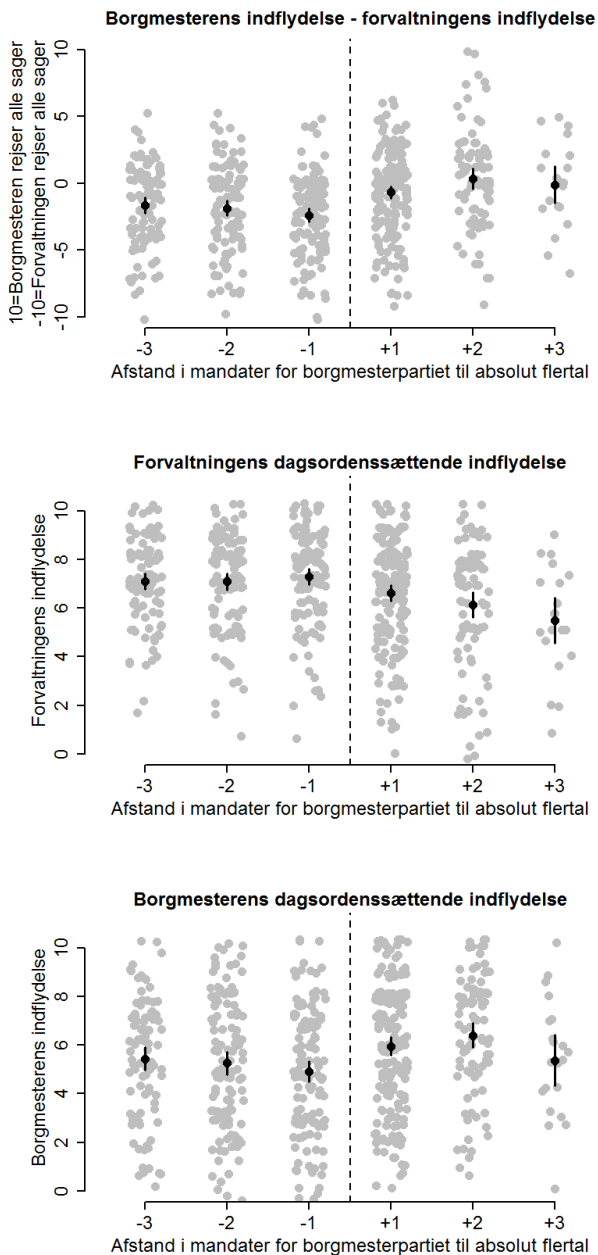 Borgmesterens indflydelse - forvaltningens indflydelse
10=Borgmesteren rejser alle sager
-10=Forvaltningen rejser alle sager
10
5
0
-5
-10
-3 -2 -1 +1 +2 +3
Afstand i mandater for borgmesterpartiet til absolut flertal
Forvaltningens dagsordenssættende indflydelse
Forvaltningens indflydelse
10
8
6
4
2
0
-3 -2 -1 +1 +2 +3
Afstand i mandater for borgmesterpartiet til absolut flertal
Borgmesterens dagsordenssættende indflydelse
Borgmesterens indflydelse
10
8
6
4
2
0
-3 -2 -1 +1 +2 +3
Afstand i mandater for borgmesterpartiet til absolut flertal